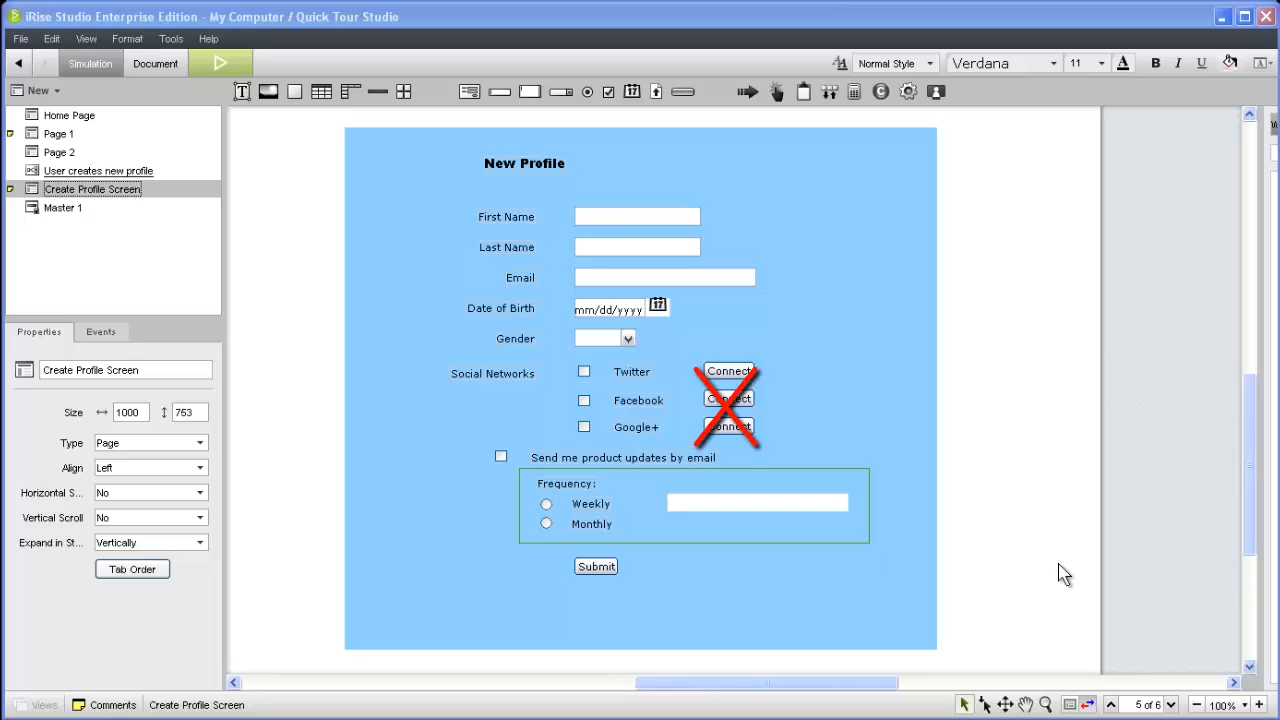 iRise Studio Enterprise Edition - My Computer / Quick Tour Studio
File Edit View Format Tools Help
Simulation Document Normal Style Verdana 11 A B I U
New
Home Page
Page 1
Page 2
User creates new profile
Create Profile Screen
Master 1
Properties Events
Create Profile Screen
Size 1000 753
Type Page
Align Left
Horizontal S... No
Vertical Scroll No
Expand in St... Vertically
Tab Order
New Profile
First Name
Last Name
Email
Date of Birth mm/dd/yyyy 17
Gender
Social Networks Twitter Connect
Facebook Connect
Google+ Connect
Send me product updates by email
Frequency:
Weekly
Monthly
Submit
Views Comments Create Profile Screen 5 of 6 100%